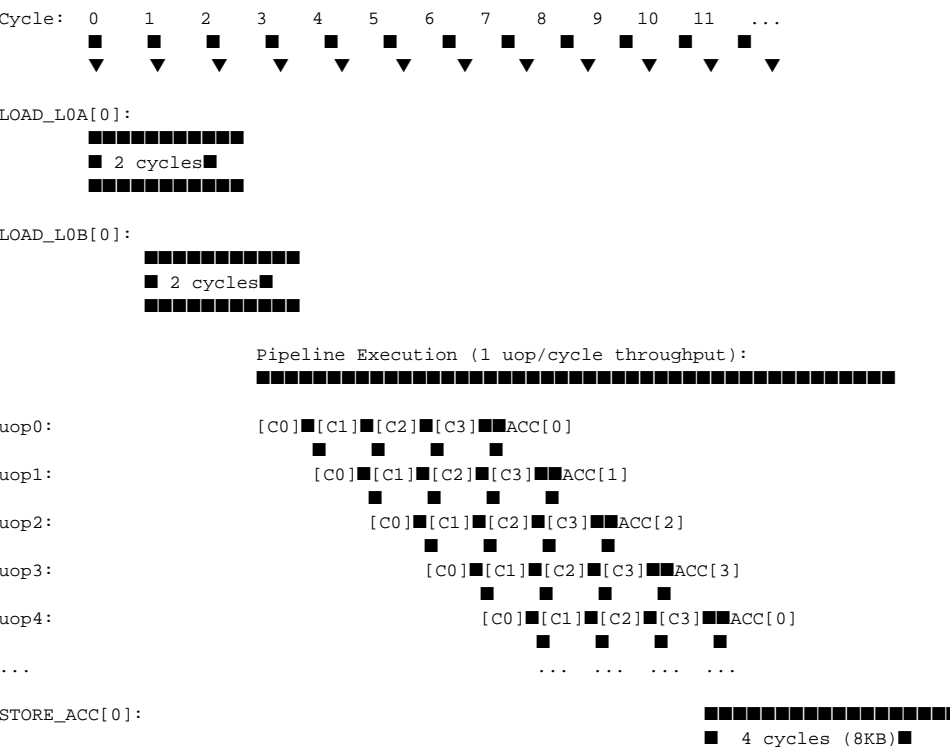 Cycle: 0 1 2 3 4 5 6 7 8 9 10 11 ...
■ ■ ■ ■ ■ ■ ■ ■ ■ ■ ■ ■
▼ ▼ ▼ ▼ ▼ ▼ ▼ ▼ ▼ ▼ ▼ ▼
LOAD_L0A[0]:
■■■■■■■■■■■
■ 2 cycles■
■■■■■■■■■■■
LOAD_L0B[0]:
■■■■■■■■■■■
■ 2 cycles■
■■■■■■■■■■■
Pipeline Execution (1 uop/cycle throughput):
■■■■■■■■■■■■■■■■■■■■■■■■■■■■■■■■■■■■■■■■■■■■■
uop0: [C0]■[C1]■[C2]■[C3]■■ACC[0]
■ ■ ■ ■
uop1: [C0]■[C1]■[C2]■[C3]■■ACC[1]
■ ■ ■ ■
uop2: [C0]■[C1]■[C2]■[C3]■■ACC[2]
■ ■ ■ ■
uop3: [C0]■[C1]■[C2]■[C3]■■ACC[3]
■ ■ ■ ■
uop4: [C0]■[C1]■[C2]■[C3]■■ACC[0]
■ ■ ■ ■
... ... ... ... ...
STORE_ACC[0]: ■■■■■■■■■■■■■■■■■■
■ 4 cycles (8KB)■